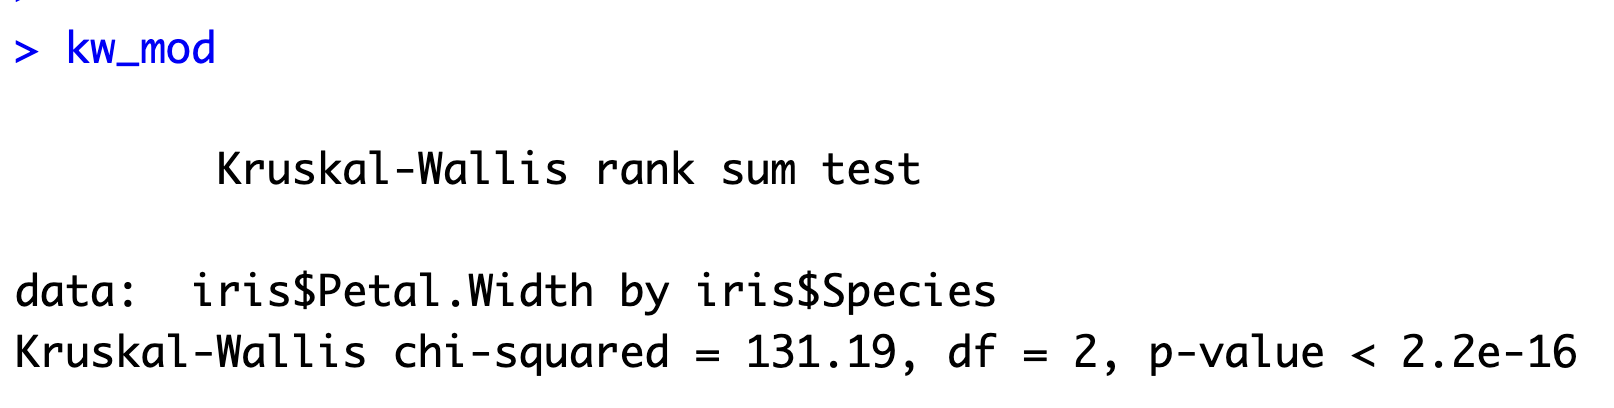 > kw_mod
Kruskal-Wallis rank sum test
data:  iris$Petal.Width by iris$Species
Kruskal-Wallis chi-squared = 131.19, df = 2, p-value < 2.2e-16